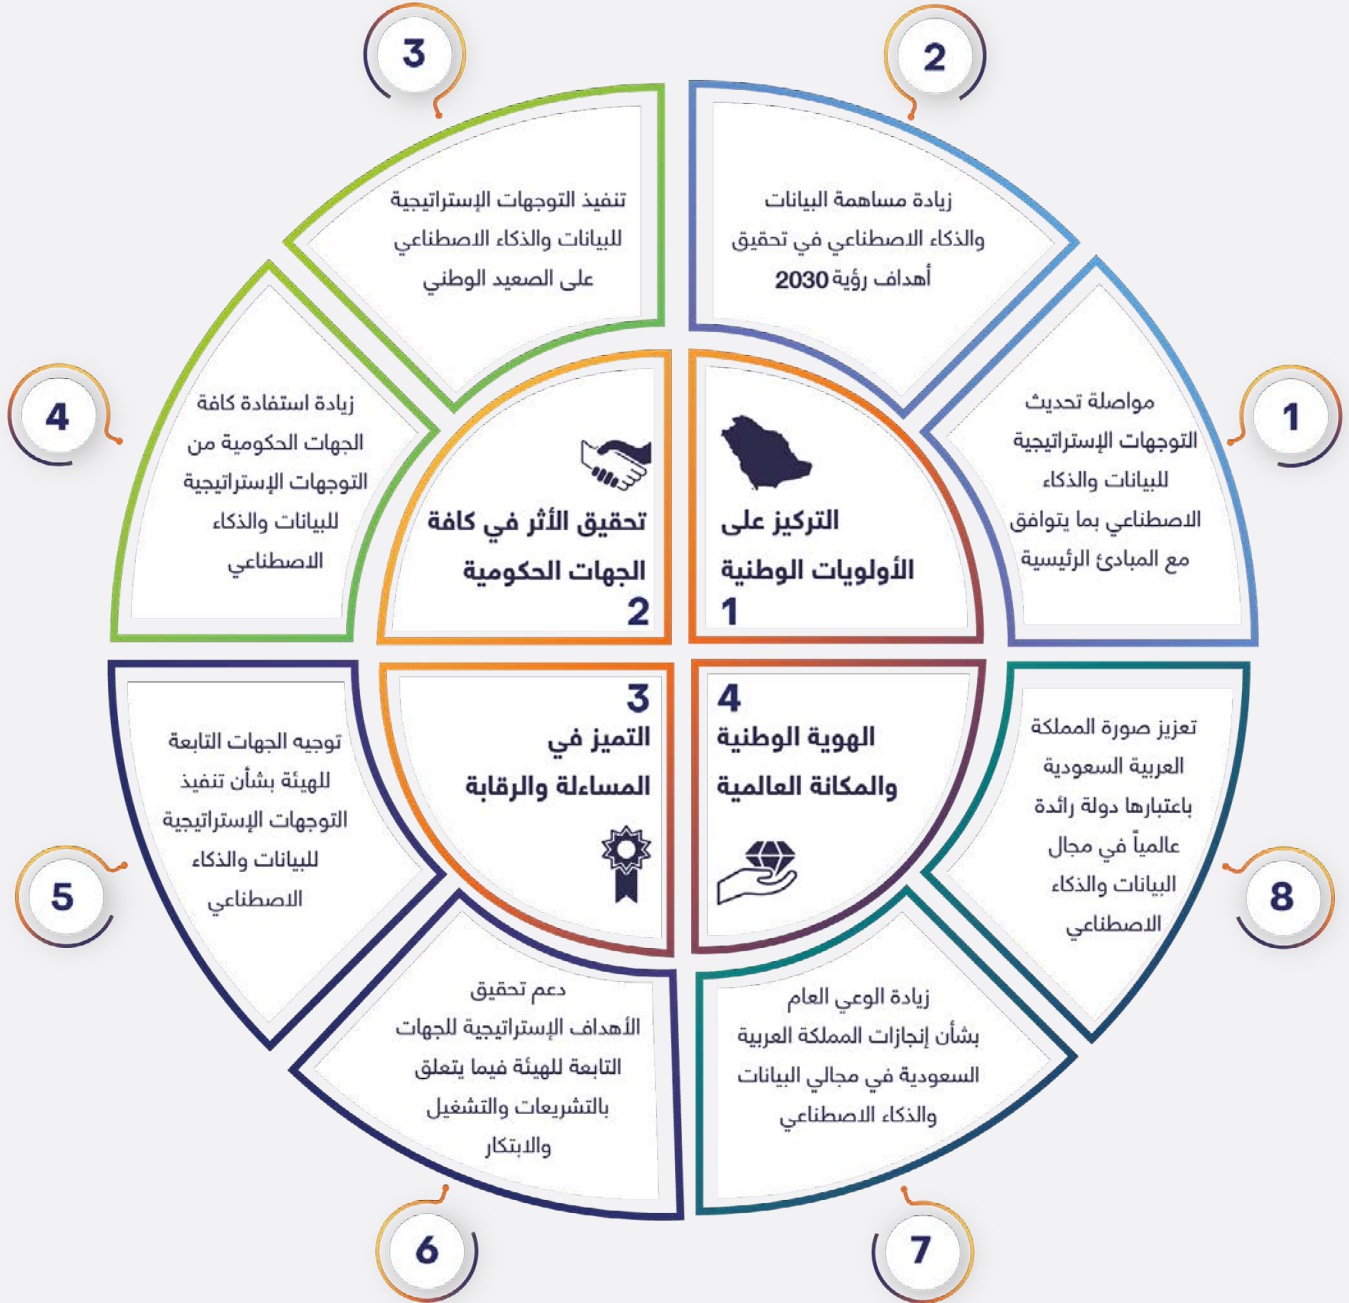 التركيز على
الأولويات الوطنية
1
1
مواصلة تحديث
التوجهات الإستراتيجية
للبيانات والذكاء
الاصطناعي بما يتوافق
مع المبادئ الرئيسية
2
زيادة مساهمة البيانات
والذكاء الاصطناعي في تحقيق
أهداف رؤية 2030
تحقيق الأثر في كافة
الجهات الحكومية
2
3
تنفيذ التوجهات الإستراتيجية
للبيانات والذكاء الاصطناعي
على الصعيد الوطني
4
زيادة استفادة كافة
الجهات الحكومية من
التوجهات الإستراتيجية
للبيانات والذكاء
الاصطناعي
3
التميز في
المساءلة والرقابة
5
توجيه الجهات التابعة
للهيئة بشأن تنفيذ
التوجهات الإستراتيجية
للبيانات والذكاء
الاصطناعي
6
دعم تحقيق
الأهداف الإستراتيجية للجهات
التابعة للهيئة فيما يتعلق
بالتشريعات والتشغيل
والابتكار
4
الهوية الوطنية
والمكانة العالمية
7
زيادة الوعي العام
بشأن إنجازات المملكة العربية
السعودية في مجالي البيانات
والذكاء الاصطناعي
8
تعزيز صورة المملكة
العربية السعودية
باعتبارها دولة رائدة
عالمياً في مجال
البيانات والذكاء
الاصطناعي